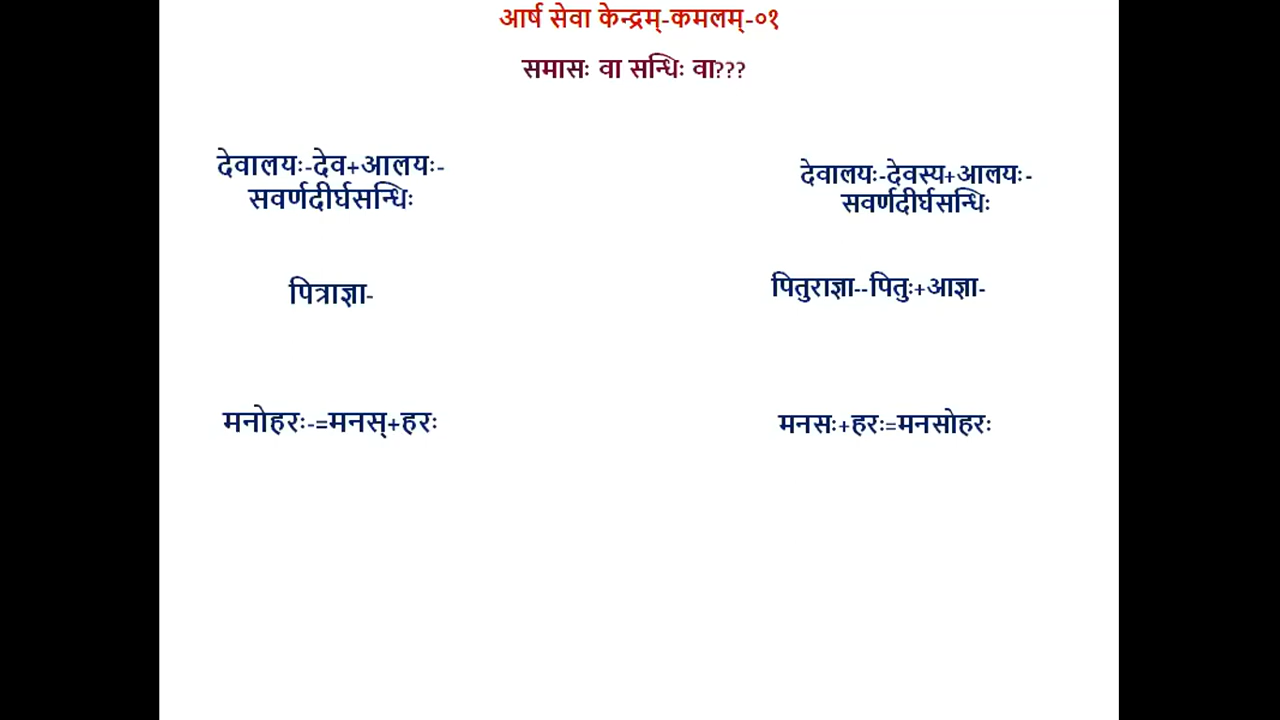 आर्ष सेवा केन्द्रम्-कमलम्-०१
समासः वा सन्धिः वा???
देवालयः-देव+आलयः-
सवर्णदीर्घसन्धिः
देवालयः-देवस्य+आलयः-
सवर्णदीर्घसन्धिः
पित्राज्ञा-
पितुराज्ञा--पितुः+आज्ञा-
मनोहरः-=मनस्+हरः
मनसः+हरः=मनसोहरः